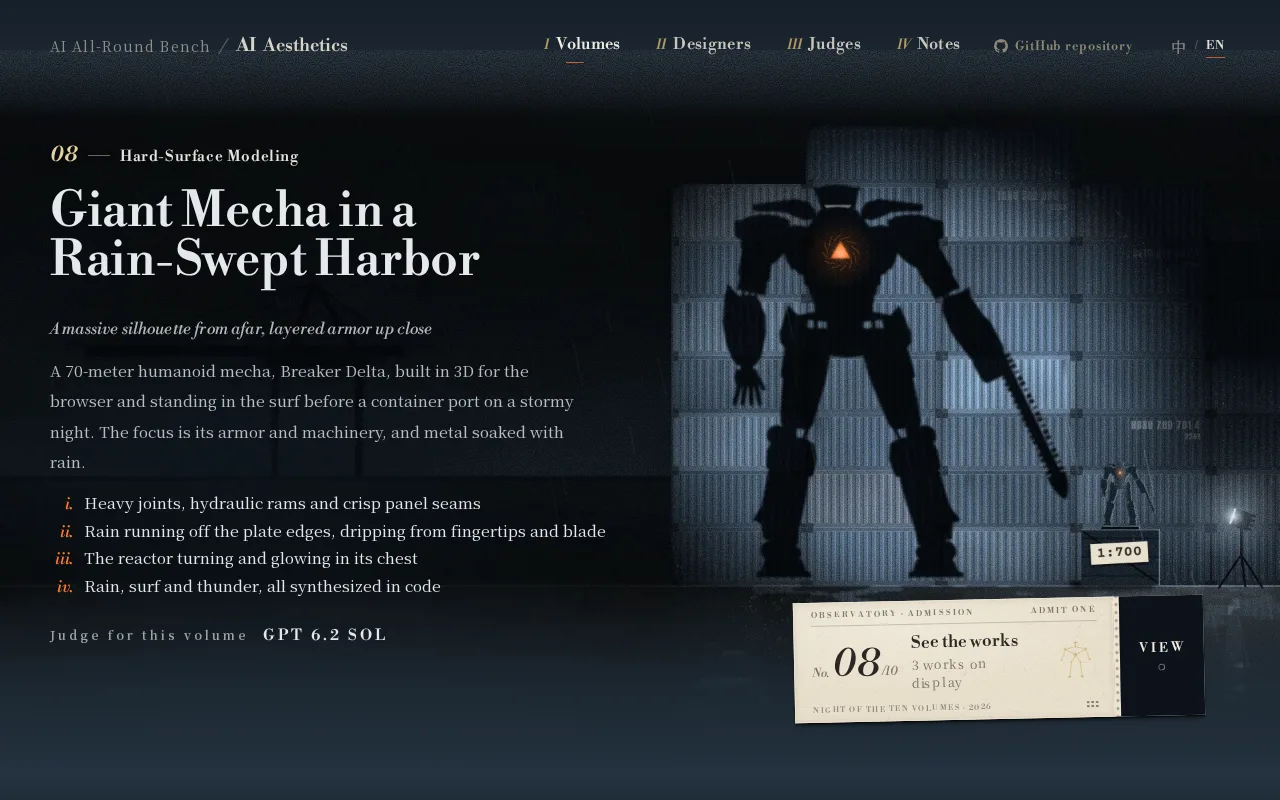 AI All-Round Bench / AI Aesthetics
I Volumes
II Designers
III Judges
IV Notes
GitHub repository
中 / EN
08 — Hard-Surface Modeling
Giant Mecha in a
Rain-Swept Harbor
A massive silhouette from afar, layered armor up close
A 70-meter humanoid mecha, Breaker Delta, built in 3D for the
browser and standing in the surf before a container port on a stormy
night. The focus is its armor and machinery, and metal soaked with
rain.
i. Heavy joints, hydraulic rams and crisp panel seams
ii. Rain running off the plate edges, dripping from fingertips and blade
iii. The reactor turning and glowing in its chest
iv. Rain, surf and thunder, all synthesized in code
Judge for this volume GPT 6.2 SOL
1:700
OBSERVATORY · ADMISSION
ADMIT ONE
No. 08/10
See the works
3 works on
display
NIGHT OF THE TEN VOLUMES · 2026
VIEW